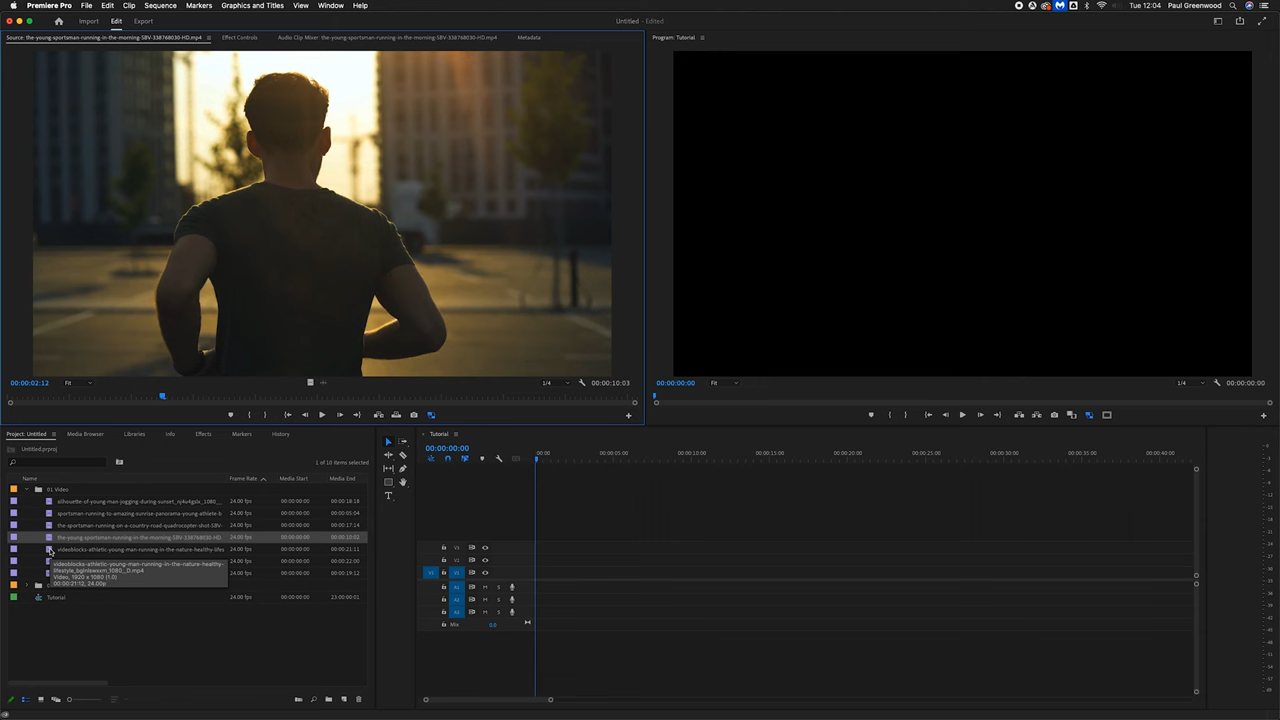 Premiere Pro File Edit Clip Sequence Markers Graphics and Titles View Window Help Tue 12:04 Paul Greenwood
Import Edit Export Untitled - Edited
Source: the-young-sportsman-running-in-the-morning-SBV-338768030-HD.mp4 Effect Controls Audio Clip Mixer: the-young-sportsman-running-in-the-morning-SBV-338768030-HD.mp4 Metadata
Program: Tutorial
00:00:02:12 Fit 1/4 00:00:10:03
00:00:00:00 Fit 1/4 00:00:00:00
Project: Untitled Media Browser Libraries Info Effects Markers History
Untitled.prproj
1 of 10 items selected
Name Frame Rate Media Start Media End
01 Video
silhouette-of-young-man-jogging-during-sunset_nj4u4gslx_1080__ 24.00 fps 00:00:00:00 00:00:18:18
sportsman-running-to-amazing-sunrise-panorama-young-athlete-b 24.00 fps 00:00:00:00 00:00:05:04
the-sportsman-running-on-a-country-road-quadrocopter-shot-SBV- 24.00 fps 00:00:00:00 00:00:17:14
the-young-sportsman-running-in-the-morning-SBV-338768030-HD. 24.00 fps 00:00:00:00 00:00:10:02
videoblocks-athletic-young-man-running-in-the-nature-healthy-lifes 24.00 fps 00:00:00:00 00:00:21:11
24.00 fps 00:00:00:00 00:00:22:00
24.00 fps 00:00:00:00 00:00:19:12
videoblocks-athletic-young-man-running-in-the-nature-healthy-
Video, 1920 x 1080 (1.0)
00:00:21:12, 24.00p
Tutorial 23:00:00:01
Tutorial
00:00:00:00
:00:00 00:00:05:00 00:00:10:00 00:00:15:00 00:00:20:00 00:00:25:00 00:00:30:00 00:00:35:00 00:00:40:00
V3
V2
V1 V1
A1 M S
A2 M S
A3 M S
Mix 0.0